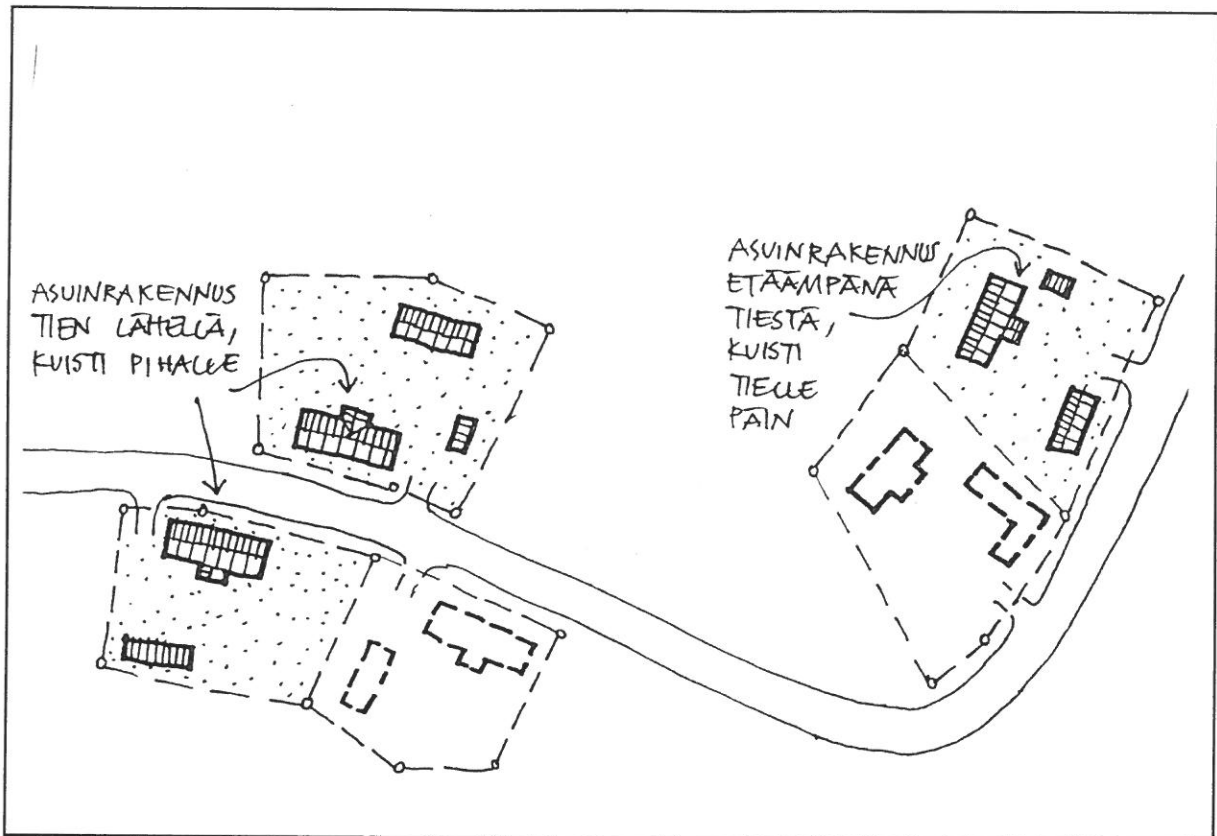 ASUINRAKENNUS
TIEN LÄHELLÄ,
KUISTI PIHALLE
ASUINRAKENNUS
ETÄÄMPÄNÄ
TIESTÄ,
KUISTI
TIELLE
PÄIN